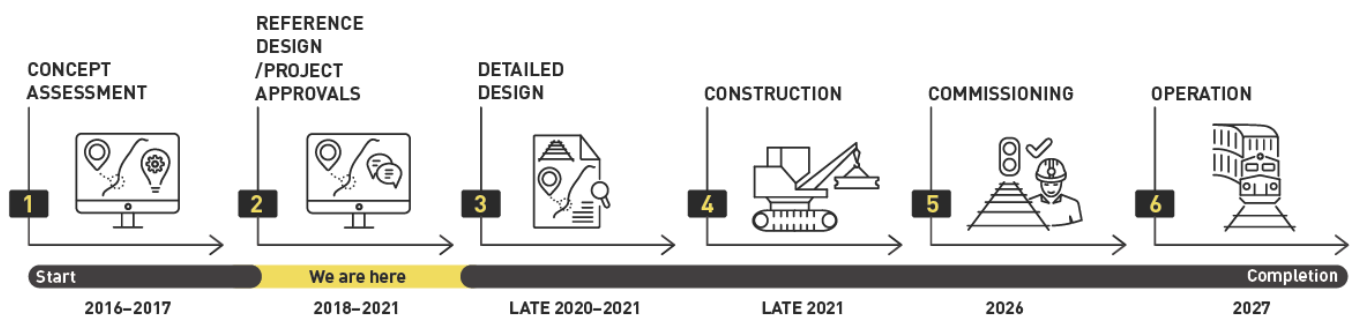 CONCEPT
ASSESSMENT
REFERENCE
DESIGN
/PROJECT
APPROVALS
DETAILED
DESIGN
CONSTRUCTION
COMMISSIONING
OPERATION
1
2
3
4
5
6
Start
We are here
Completion
2016–2017
2018–2021
LATE 2020–2021
LATE 2021
2026
2027